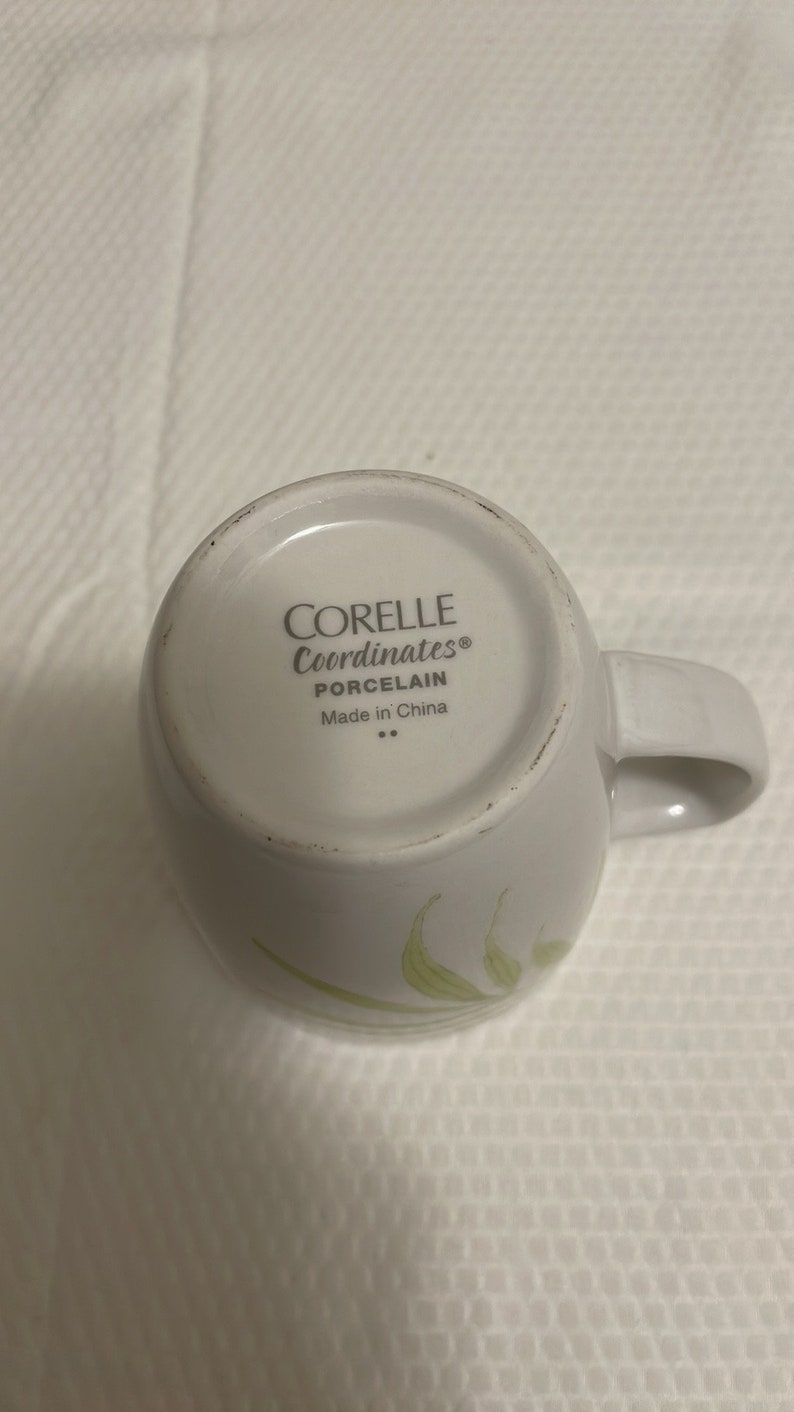 CORELLE
Coordinates®
PORCELAIN
Made in China